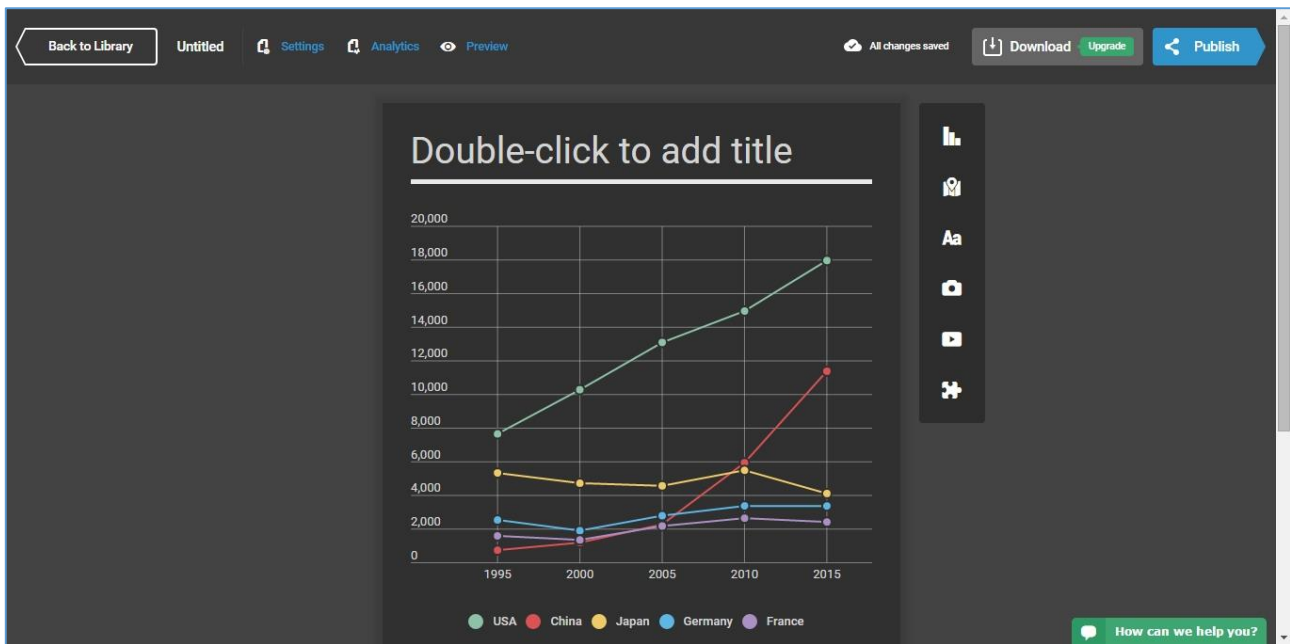 Back to Library Untitled Settings Analytics Preview All changes saved Download Upgrade Publish
Double-click to add title
Aa
20,000
18,000
16,000
14,000
12,000
10,000
8,000
6,000
4,000
2,000
0
1995 2000 2005 2010 2015
USA China Japan Germany France
How can we help you?